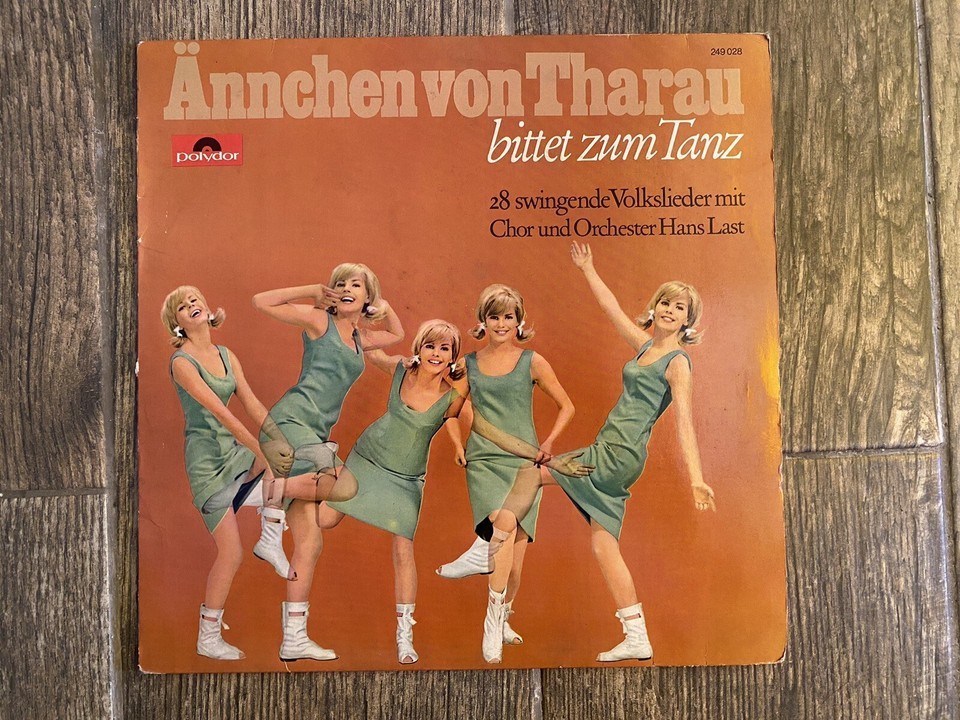 249 028
Ännchen von Tharau
bittet zum Tanz
polydor
28 swingende Volkslieder mit
Chor und Orchester Hans Last